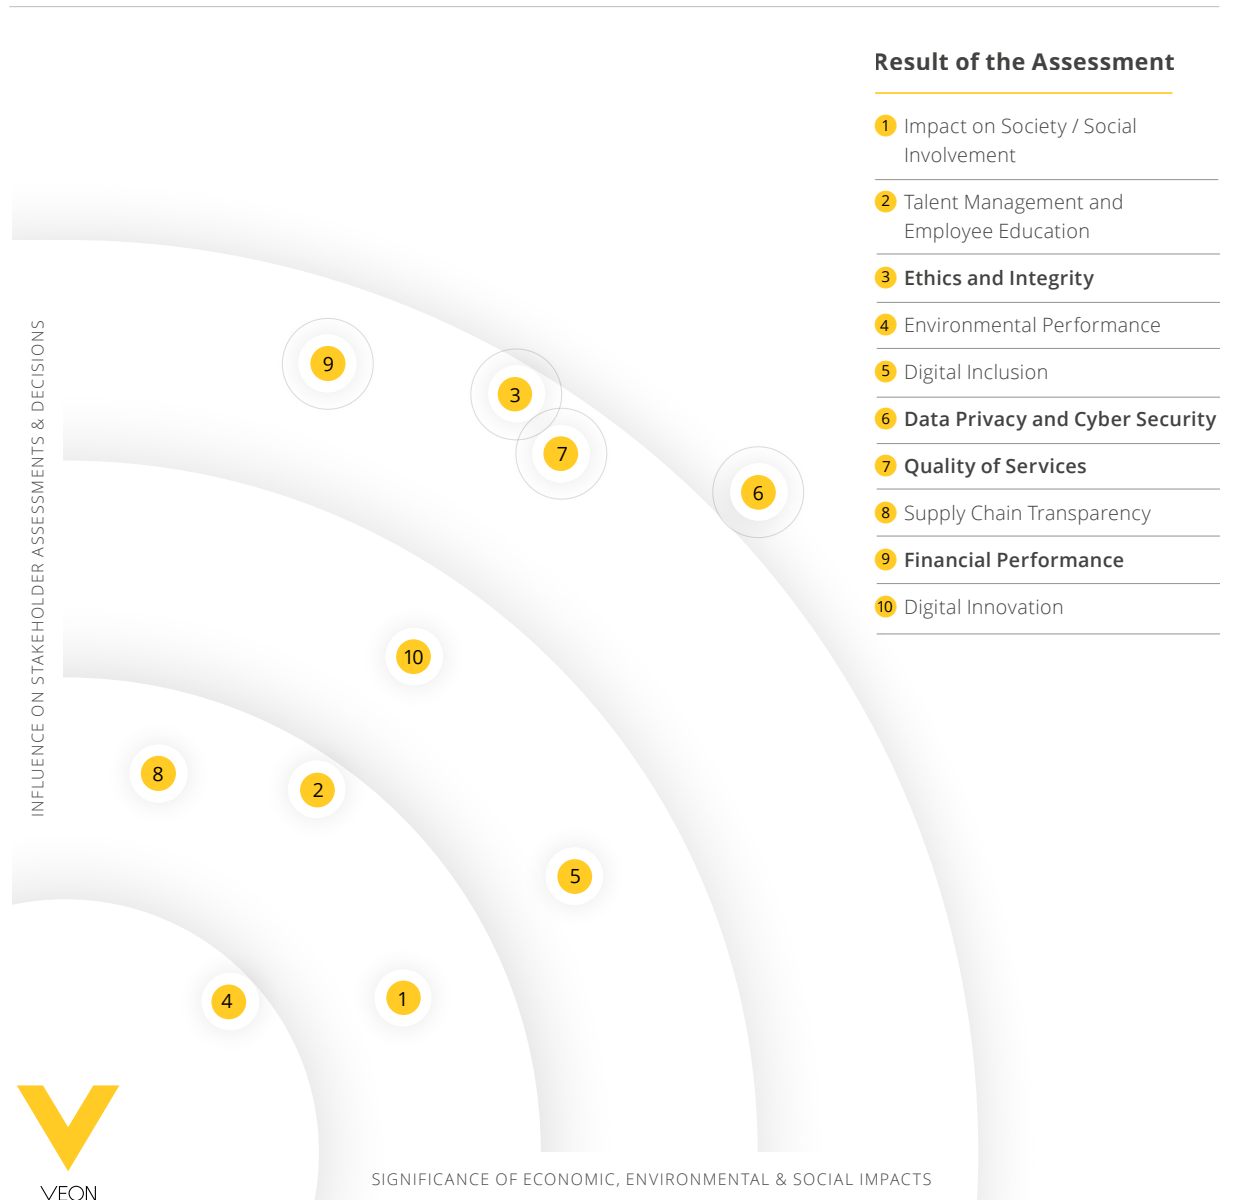 Result of the Assessment
1 Impact on Society / Social
Involvement
2 Talent Management and
Employee Education
3 Ethics and Integrity
4 Environmental Performance
5 Digital Inclusion
6 Data Privacy and Cyber Security
7 Quality of Services
8 Supply Chain Transparency
9 Financial Performance
10 Digital Innovation
INFLUENCE ON STAKEHOLDER ASSESSMENTS & DECISIONS
9
3
7
6
10
8
2
5
4
1
SIGNIFICANCE OF ECONOMIC, ENVIRONMENTAL & SOCIAL IMPACTS
VEON